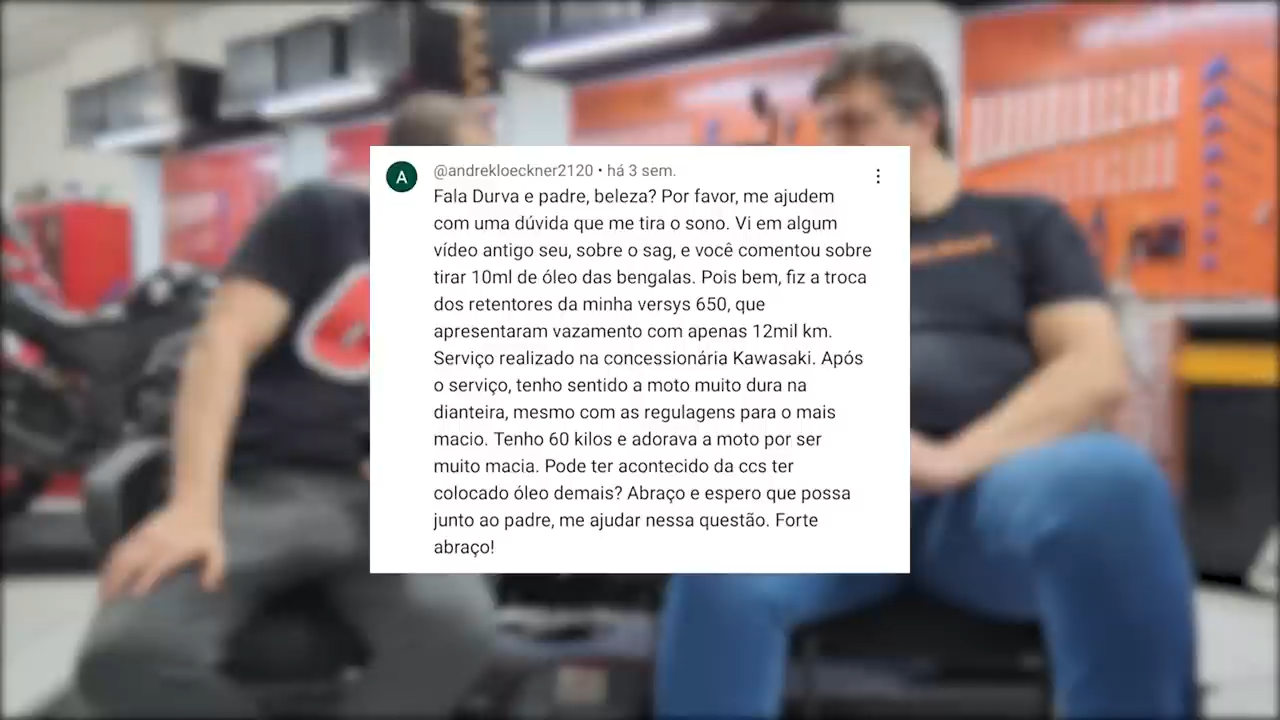 A
@andrekloeckner2120 • há 3 sem.
Fala Durva e padre, beleza? Por favor, me ajudem
com uma dúvida que me tira o sono. Vi em algum
vídeo antigo seu, sobre o sag, e você comentou sobre
tirar 10ml de óleo das bengalas. Pois bem, fiz a troca
dos retentores da minha versys 650, que
apresentaram vazamento com apenas 12mil km.
Serviço realizado na concessionária Kawasaki. Após
o serviço, tenho sentido a moto muito dura na
dianteira, mesmo com as regulagens para o mais
macio. Tenho 60 kilos e adorava a moto por ser
muito macia. Pode ter acontecido da ccs ter
colocado óleo demais? Abraço e espero que possa
junto ao padre, me ajudar nessa questão. Forte
abraço!